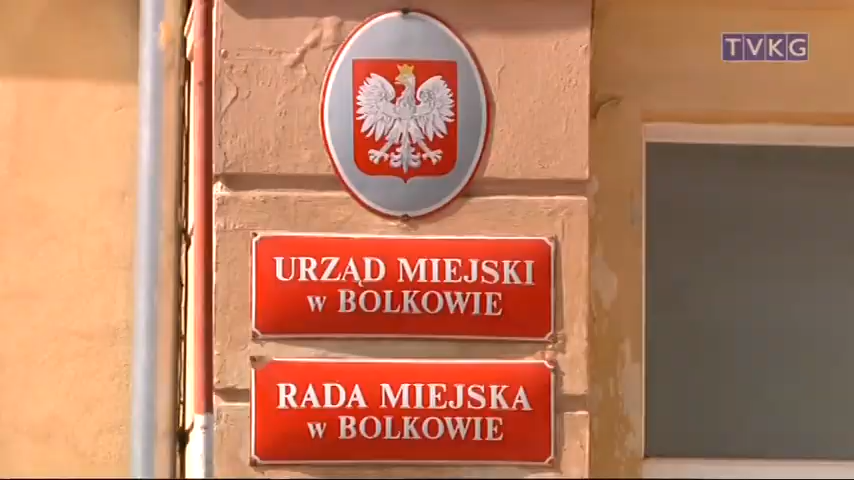 TVKG
URZĄD MIEJSKI
w BOLKOWIE
RADA MIEJSKA
w BOLKOWIE